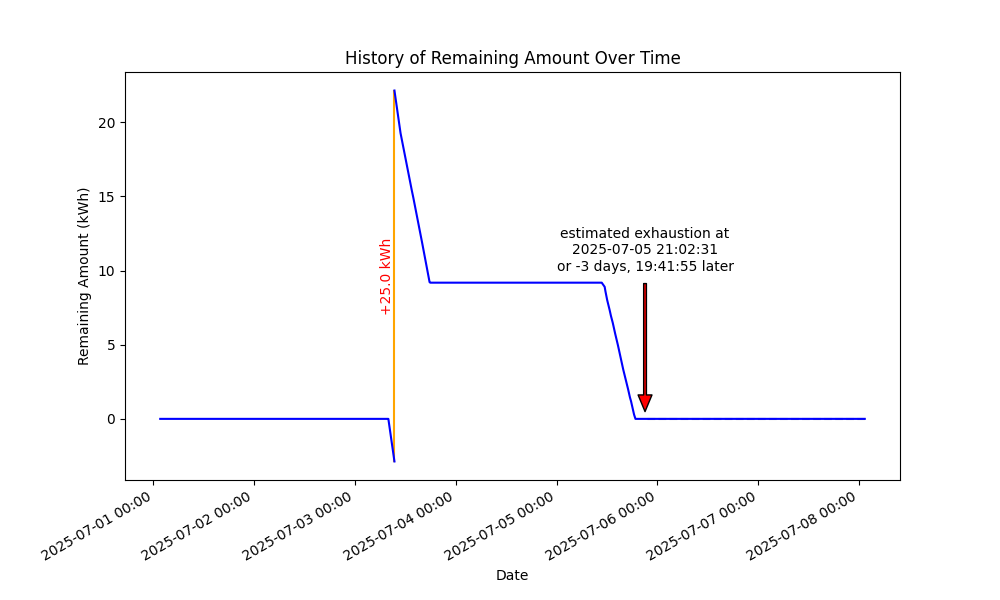 History of Remaining Amount Over Time
Remaining Amount (kWh)
20
15
10
5
0
+25.0 kWh
estimated exhaustion at
2025-07-05 21:02:31
or -3 days, 19:41:55 later
2025-07-01 00:00
2025-07-02 00:00
2025-07-03 00:00
2025-07-04 00:00
2025-07-05 00:00
2025-07-06 00:00
2025-07-07 00:00
2025-07-08 00:00
Date